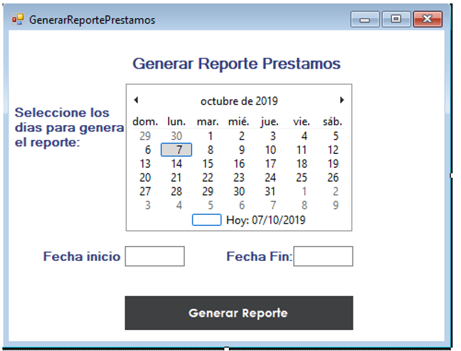 GenerarReportePrestamos
Generar Reporte Prestamos
Seleccione los
dias para genera
el reporte:
octubre de 2019
dom. lun. mar. mié. jue. vie. sáb.
29 30 1 2 3 4 5
6 7 8 9 10 11 12
13 14 15 16 17 18 19
20 21 22 23 24 25 26
27 28 29 30 31 1 2
3 4 5 6 7 8 9
Hoy: 07/10/2019
Fecha inicio Fecha Fin:
Generar Reporte